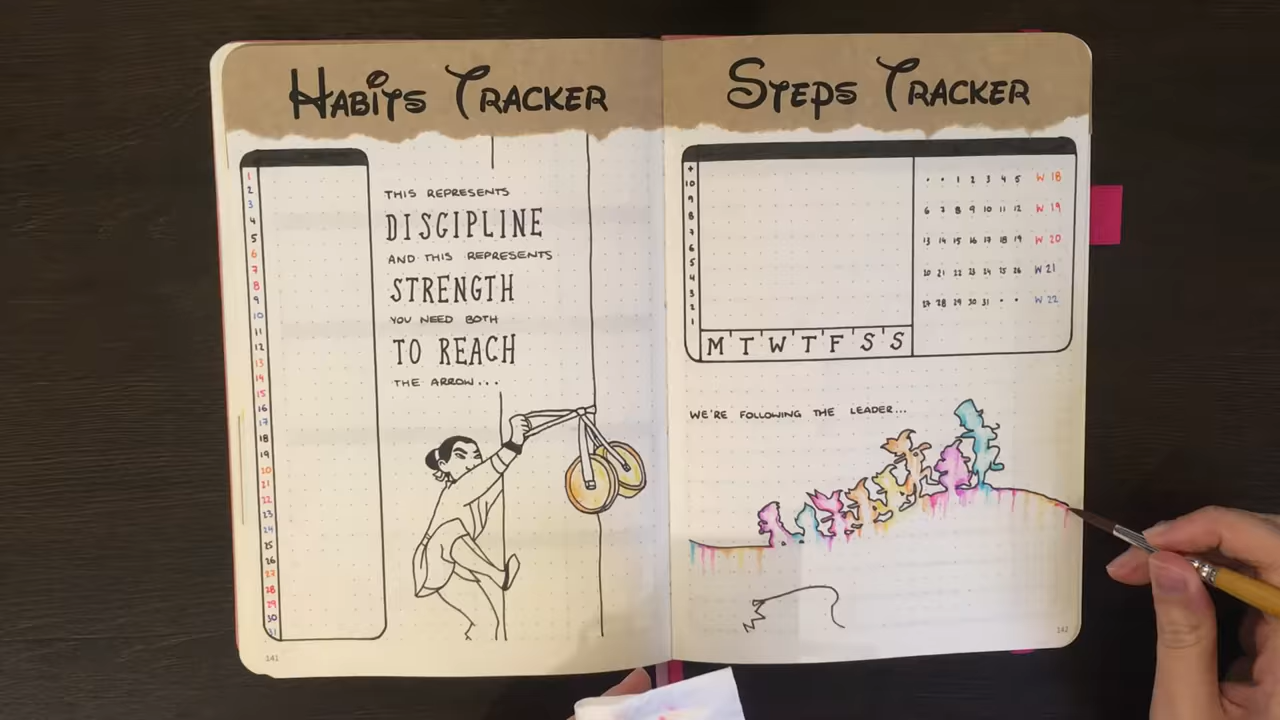 HABITS TRACKER
1
2
3
4
5
6
7
8
9
10
11
12
13
14
15
16
17
18
19
20
21
22
23
24
25
26
27
28
29
30
31
THIS REPRESENTS
DISCIPLINE
AND THIS REPRESENTS
STRENGTH
YOU NEED BOTH
TO REACH
THE ARROW...
141
STEPS TRACKER
+
10
9
8
7
6
5
4
3
2
1
M T W T F S S
• • 1 2 3 4 5 W 18
6 7 8 9 10 11 12 W 19
13 14 15 16 17 18 19 W 20
20 21 22 23 24 25 26 W 21
27 28 29 30 31 • • W 22
WE'RE FOLLOWING THE LEADER...
142